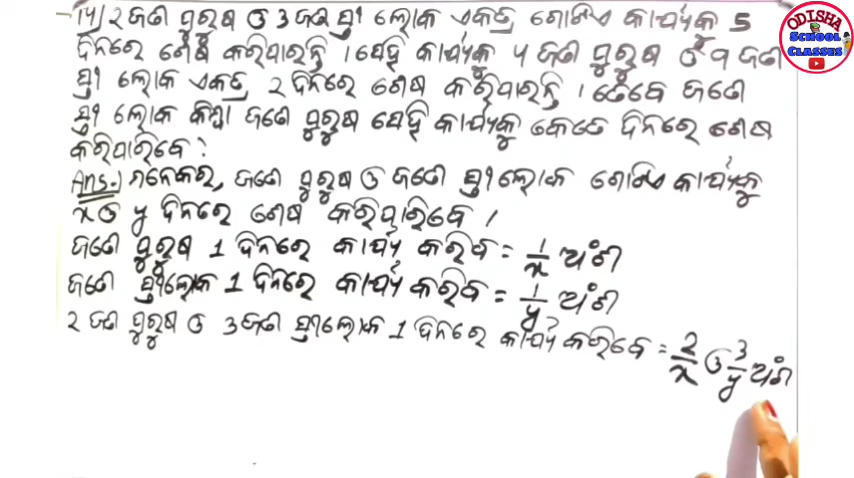 14) 2 ଜଣ ପୁରୁଷ ଓ 3 ଜଣ ସ୍ତ୍ରୀ ଲୋକ ଏକତ୍ର ଗୋଟିଏ କାର୍ଯ୍ୟକୁ 5
ଦିନରେ ଶେଷ କରିପାରନ୍ତି । ସେହି କାର୍ଯ୍ୟକୁ 4 ଜଣ ପୁରୁଷ ଓ 9 ଜଣ
ସ୍ତ୍ରୀ ଲୋକ ଏକତ୍ର 2 ଦିନରେ ଶେଷ କରିପାରନ୍ତି । ତେବେ ଜଣେ
ସ୍ତ୍ରୀ ଲୋକ କିମ୍ବା ଜଣେ ପୁରୁଷ ସେହି କାର୍ଯ୍ୟକୁ କେତେ ଦିନରେ ଶେଷ
କରିପାରିବେ ?
Ans-) ମନେକର, ଜଣେ ପୁରୁଷ ଓ ଜଣେ ସ୍ତ୍ରୀଲୋକ ଗୋଟିଏ କାର୍ଯ୍ୟକୁ
x ଓ y ଦିନରେ ଶେଷ କରିପାରିବେ ।
ଜଣେ ପୁରୁଷ 1 ଦିନରେ କାର୍ଯ୍ୟ କରିବ = 1/x ଅଂଶ
ଜଣେ ସ୍ତ୍ରୀଲୋକ 1 ଦିନରେ କାର୍ଯ୍ୟ କରିବ = 1/y ଅଂଶ
2 ଜଣ ପୁରୁଷ ଓ 3 ଜଣ ସ୍ତ୍ରୀଲୋକ 1 ଦିନରେ କାର୍ଯ୍ୟ କରିବେ = 2/x ଓ 3/y ଅଂଶ
ODISHA
SCHOOL
CLASSES